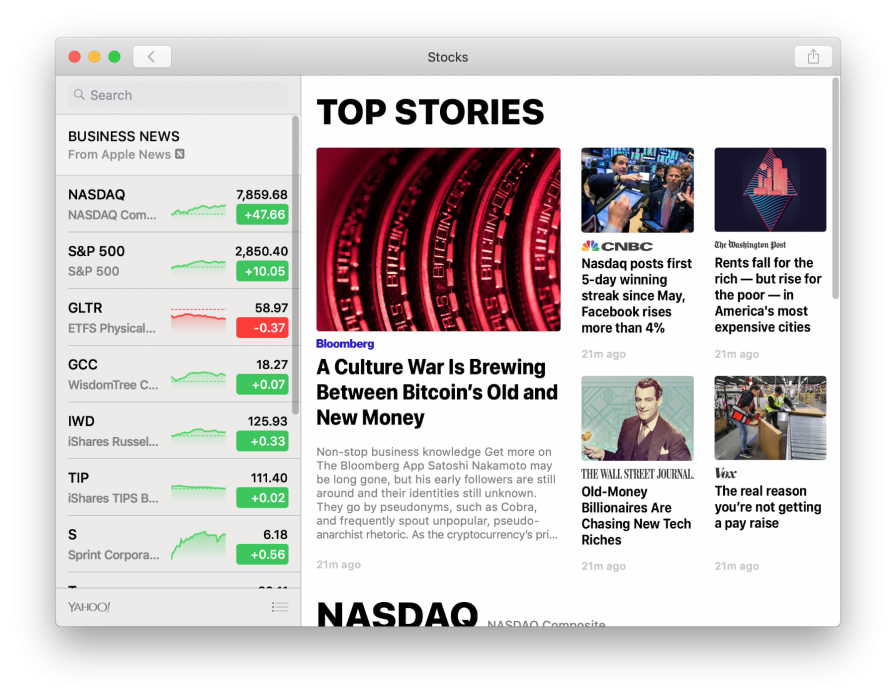 Stocks
Search
BUSINESS NEWS
From Apple News
NASDAQ 7,859.68
NASDAQ Com... +47.66
S&P 500 2,850.40
S&P 500 +10.05
GLTR 58.97
ETFS Physical... -0.37
GCC 18.27
WisdomTree C... +0.07
IWD 125.93
iShares Russel... +0.33
TIP 111.40
iShares TIPS B... +0.02
S 6.18
Sprint Corpora... +0.56
YAHOO!
TOP STORIES
BITCOIN·DIGG
Bloomberg
A Culture War Is Brewing
Between Bitcoin’s Old and
New Money
Non-stop business knowledge Get more on
The Bloomberg App Satoshi Nakamoto may
be long gone, but his early followers are still
around and their identities still unknown.
They go by pseudonyms, such as Cobra,
and frequently spout unpopular, pseudo-
anarchist rhetoric. As the cryptocurrency’s pri...
21m ago
CNBC
Nasdaq posts first
5-day winning
streak since May,
Facebook rises
more than 4%
21m ago
The Washington Post
Rents fall for the
rich — but rise for
the poor — in
America's most
expensive cities
21m ago
THE WALL STREET JOURNAL.
Old-Money
Billionaires Are
Chasing New Tech
Riches
21m ago
Vox
The real reason
you’re not getting
a pay raise
21m ago
NASDAQ NASDAQ Composite